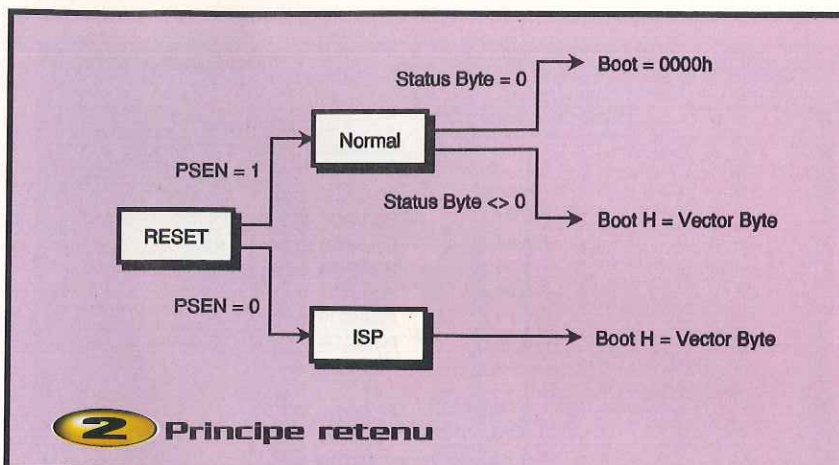 Status Byte = 0
Boot = 0000h
Normal
PSEN = 1
Status Byte <> 0
Boot H = Vector Byte
RESET
PSEN = 0
ISP
Boot H = Vector Byte
2 Principe retenu